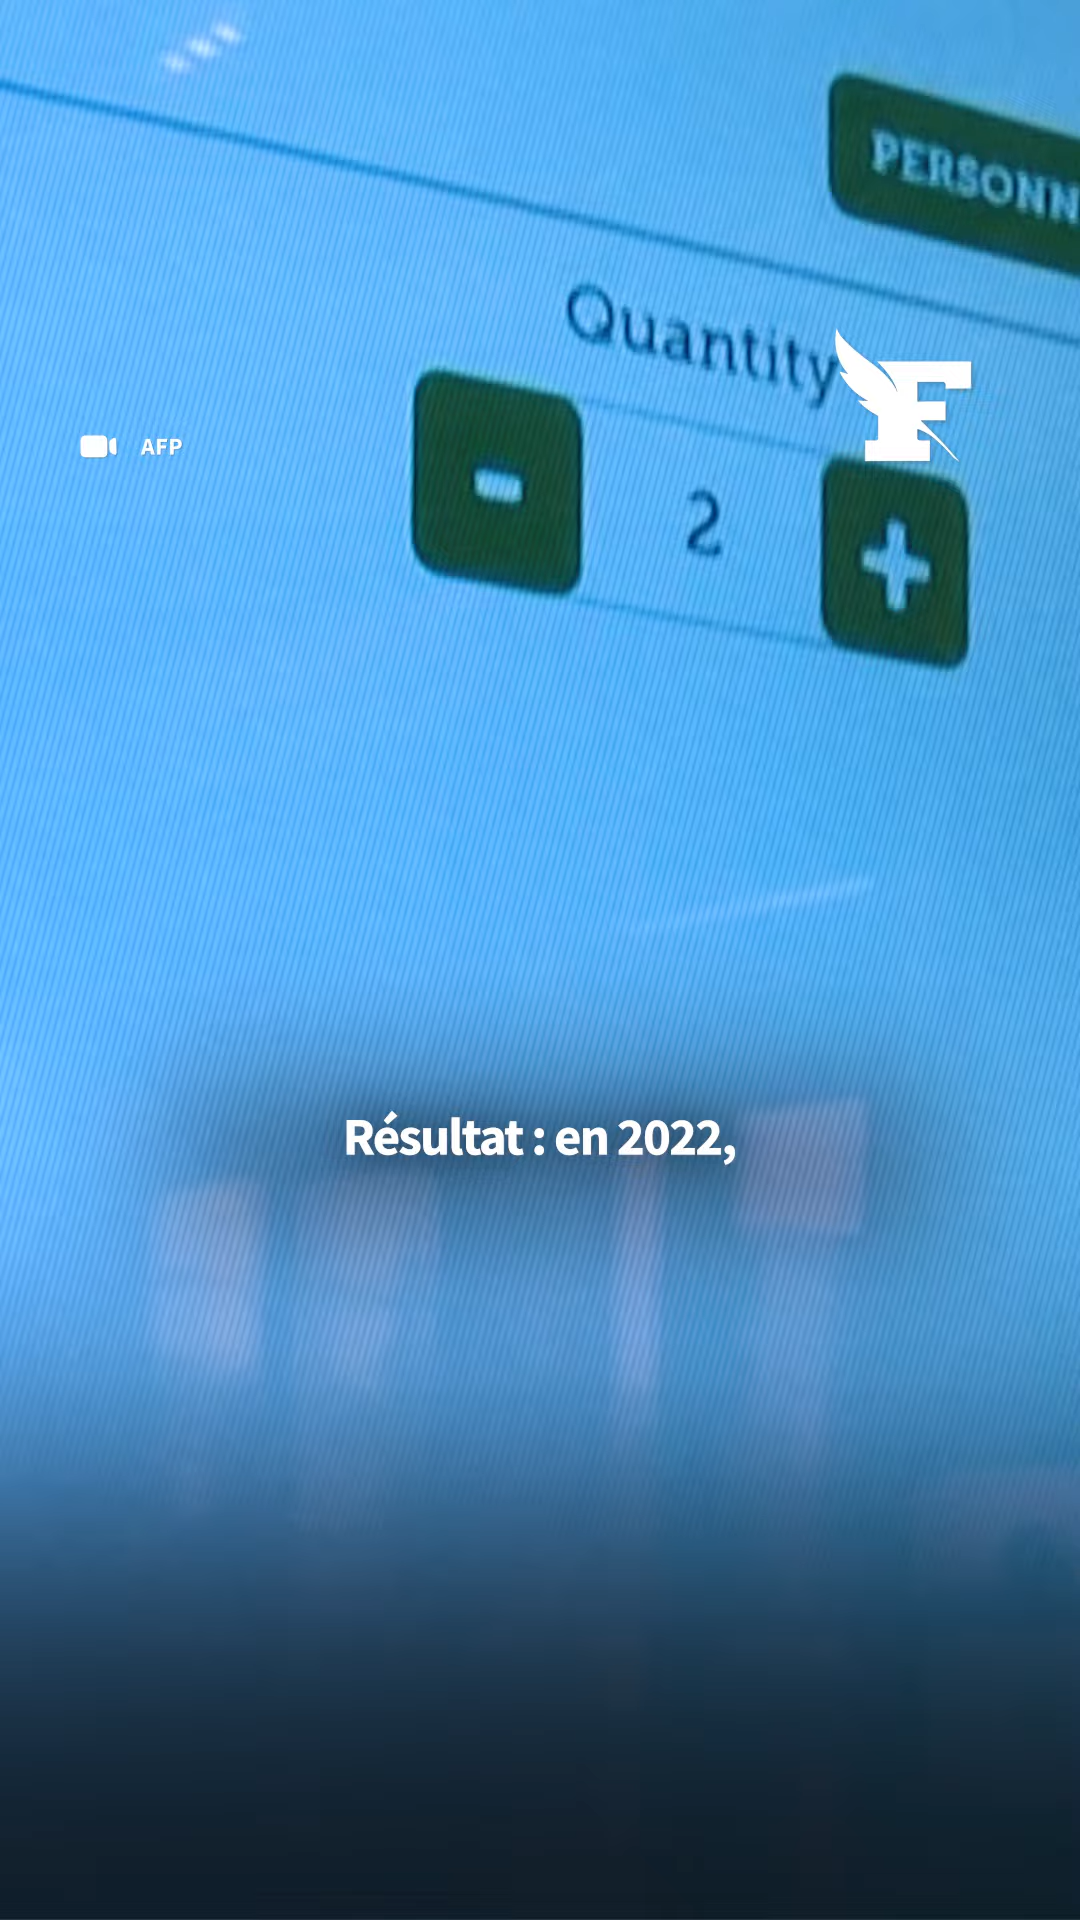 PERSONN
Quantity
F
AFP
- 2 +
Résultat : en 2022,